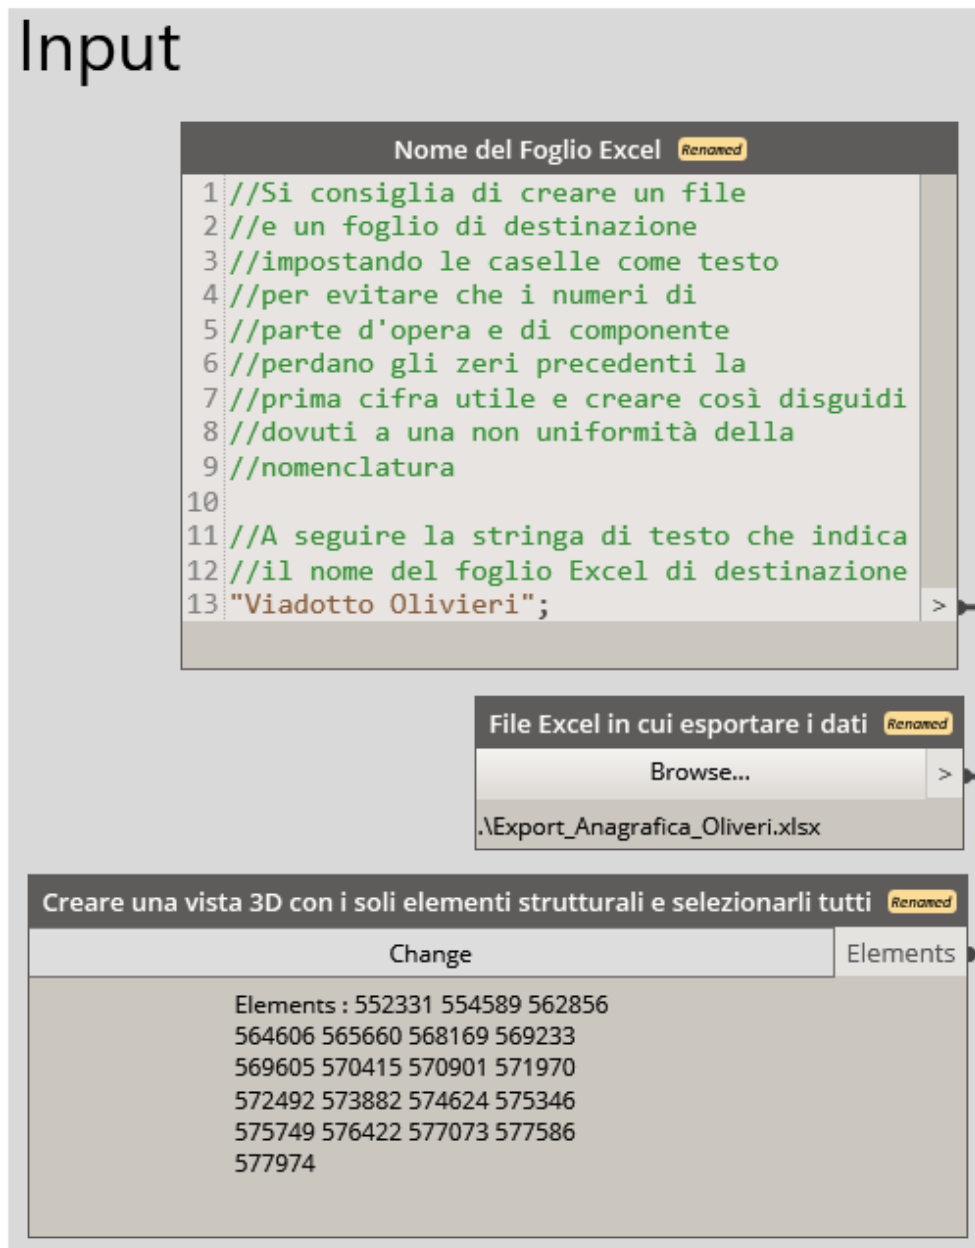 Input
Nome del Foglio Excel Renamed
1 //Si consiglia di creare un file
2 //e un foglio di destinazione
3 //impostando le caselle come testo
4 //per evitare che i numeri di
5 //parte d'opera e di componente
6 //perdano gli zeri precedenti la
7 //prima cifra utile e creare così disguidi
8 //dovuti a una non uniformità della
9 //nomenclatura
10
11 //A seguire la stringa di testo che indica
12 //il nome del foglio Excel di destinazione
13 "Viadotto Olivieri"; >
File Excel in cui esportare i dati Renamed
Browse... >
.\Export_Anagrafica_Oliveri.xlsx
Creare una vista 3D con i soli elementi strutturali e selezionarli tutti Renamed
Change Elements
Elements : 552331 554589 562856
564606 565660 568169 569233
569605 570415 570901 571970
572492 573882 574624 575346
575749 576422 577073 577586
577974